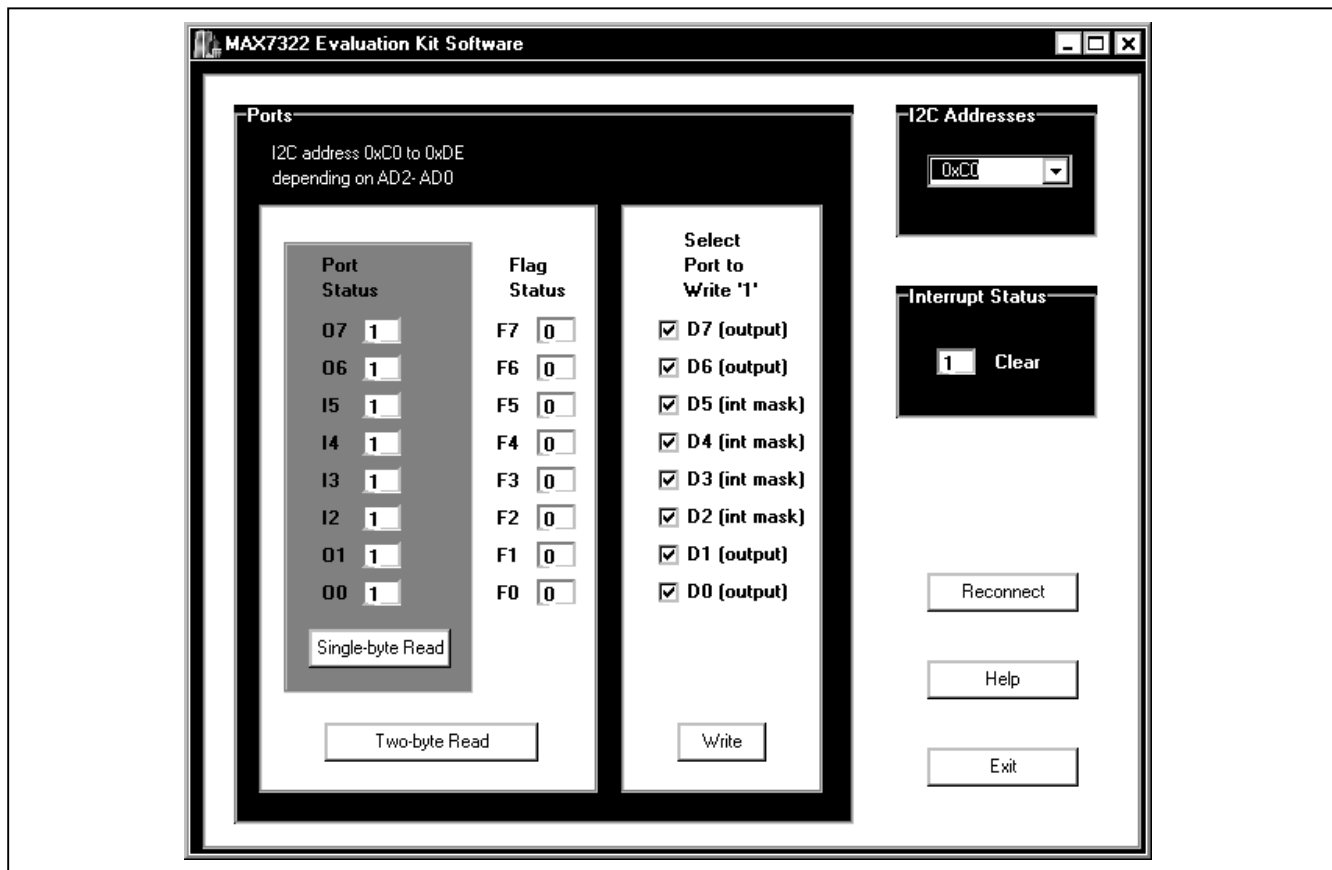 MAX7322 Evaluation Kit Software
Ports
I2C address 0xC0 to 0xDE
depending on AD2- AD0
Port
Status
O7 1
O6 1
I5 1
I4 1
I3 1
I2 1
O1 1
O0 1
Single-byte Read
Flag
Status
F7 0
F6 0
F5 0
F4 0
F3 0
F2 0
F1 0
F0 0
Two-byte Read
Select
Port to
Write '1'
D7 (output)
D6 (output)
D5 (int mask)
D4 (int mask)
D3 (int mask)
D2 (int mask)
D1 (output)
D0 (output)
Write
I2C Addresses
0xC0
Interrupt Status
1 Clear
Reconnect
Help
Exit